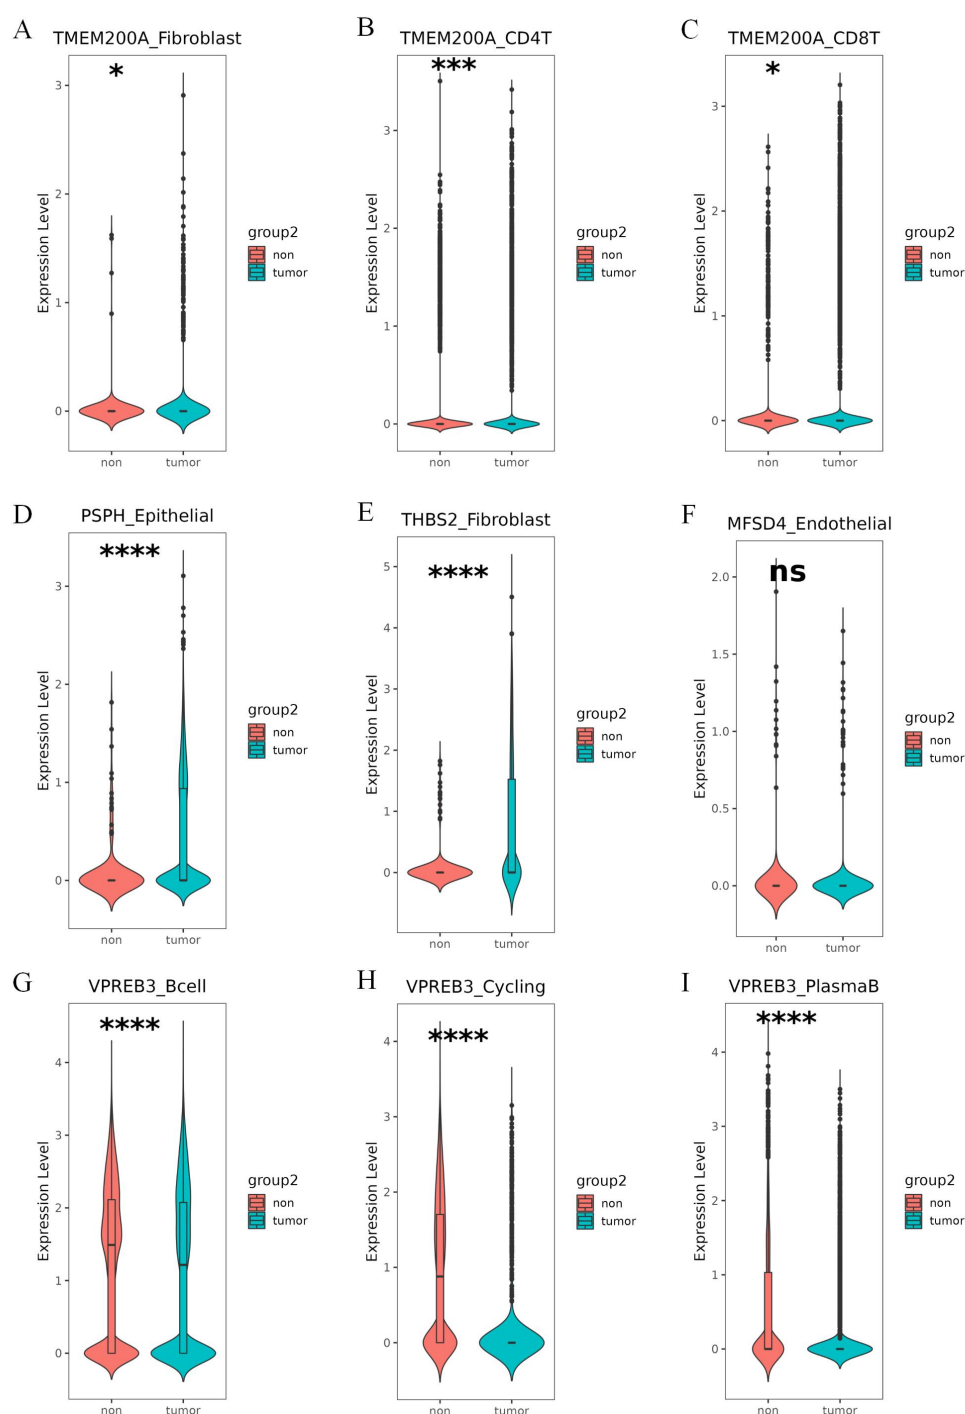 A
TMEM200A_Fibroblast
*
3
2
1
0
Expression Level
non
tumor
group2
non
tumor
B
TMEM200A_CD4T
***
3
2
1
0
Expression Level
non
tumor
group2
non
tumor
C
TMEM200A_CD8T
*
3
2
1
0
Expression Level
non
tumor
group2
non
tumor
D
PSPH_Epithelial
****
3
2
1
0
Expression Level
non
tumor
group2
non
tumor
E
THBS2_Fibroblast
****
5
4
3
2
1
0
Expression Level
non
tumor
group2
non
tumor
F
MFSD4_Endothelial
ns
2.0
1.5
1.0
0.5
0.0
Expression Level
non
tumor
group2
non
tumor
G
VPREB3_Bcell
****
4
3
2
1
0
Expression Level
non
tumor
group2
non
tumor
H
VPREB3_Cycling
****
4
3
2
1
0
Expression Level
non
tumor
group2
non
tumor
I
VPREB3_PlasmaB
****
4
3
2
1
0
Expression Level
non
tumor
group2
non
tumor